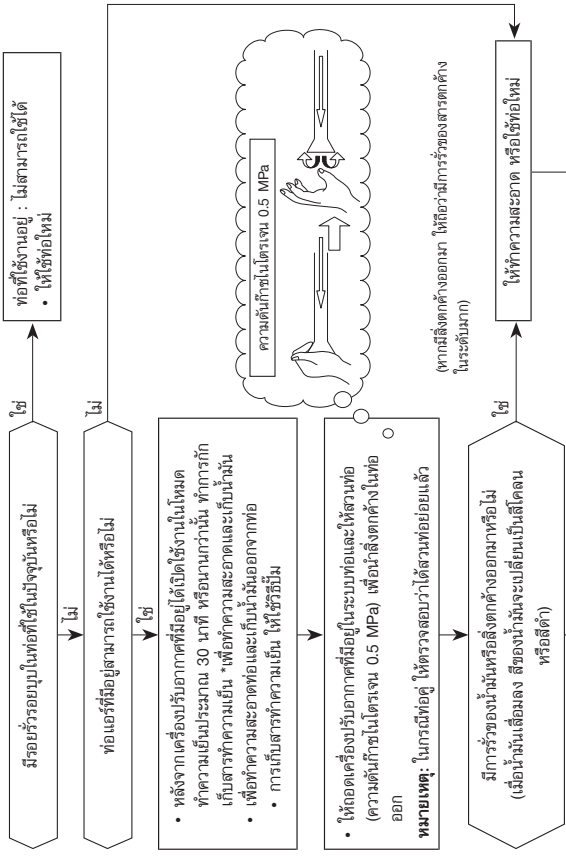 มีรอยรั่วรอยบุบในท่อที่ใช้ในปัจจุบันหรือไม่
ใช่
ท่อที่ใช้งานอยู่ : ไม่สามารถใช้ได้
• ให้ใช้ท่อใหม่
ไม่
ท่อแอร์ที่มีอยู่สามารถใช้งานได้หรือไม่
ไม่
ใช่
• หลังจากเครื่องปรับอากาศที่มีอยู่ได้เปิดใช้งานในโหมด
ทำความเย็นประมาณ 30 นาที หรือนานกว่านั้น ทำการกัก
เก็บสารทำความเย็น *เพื่อทำความสะอาดและเก็บน้ำมัน
• เพื่อทำความสะอาดท่อและเก็บน้ำมันออกจากท่อ
• การเก็บสารทำความเย็น ให้ใช้วิธีปั๊ม
ความดันก๊าซไนโตรเจน 0.5 MPa
• ให้ถอดเครื่องปรับอากาศที่มีอยู่ในระบบท่อและให้สวนท่อ
(ความดันก๊าซไนโตรเจน 0.5 MPa) เพื่อนำสิ่งตกค้างในท่อ
ออก
หมายเหตุ: ในกรณีท่อคู่ ให้ตรวจสอบว่าได้สวนท่อย่อยแล้ว
(หากมีสิ่งตกค้างออกมา ให้ถือว่ามีการรั่วของสารตกค้าง
ในระดับมาก)
มีการรั่วของน้ำมันหรือสิ่งตกค้างออกมาหรือไม่
(เมื่อน้ำมันเสื่อมลง สีของน้ำมันจะเปลี่ยนเป็นสีโคลน
หรือสีดำ)
ใช่
ให้ทำความสะอาด หรือใช้ท่อใหม่